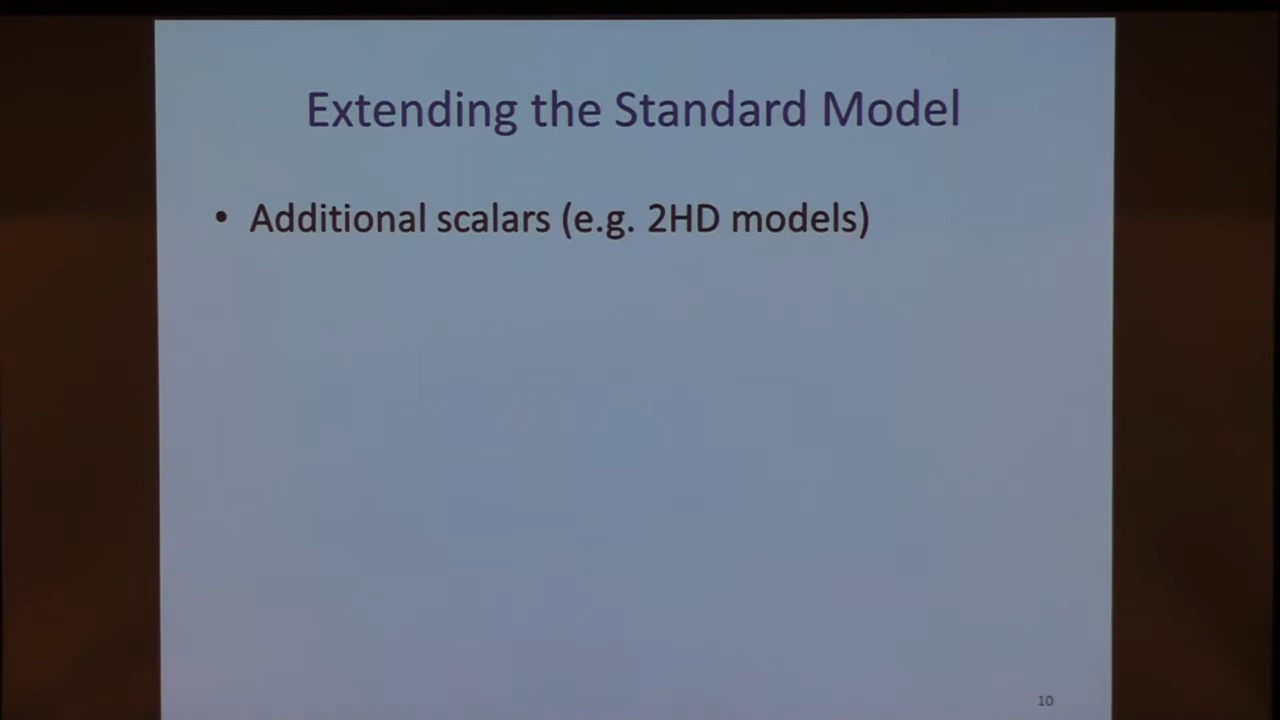 Extending the Standard Model
• Additional scalars (e.g. 2HD models)
10